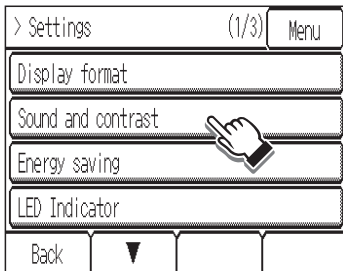 > Settings (1/3) Menu
Display format
Sound and contrast
Energy saving
LED Indicator
Back ▼